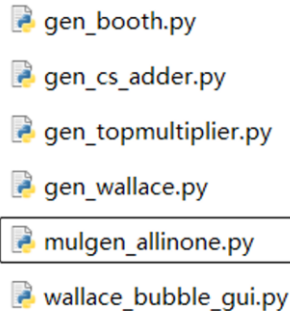 gen_booth.py
gen_cs_adder.py
gen_topmultiplier.py
gen_wallace.py
mulgen_allinone.py
wallace_bubble_gui.py